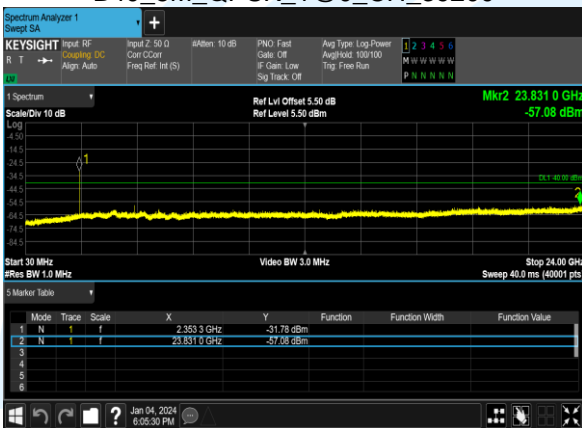 Spectrum Analyzer 1
Swept SA
+
KEYSIGHT
R T
LV
Input: RF
Coupling: DC
Align: Auto
Input Z: 50 Ω
Corr CCorr
Freq Ref: Int (S)
#Atten: 10 dB
PNO: Fast
Gate: Off
IF Gain: Low
Sig Track: Off
Avg Type: Log-Power
Avg|Hold: 100/100
Trig: Free Run
1 2 3 4 5 6
M W W W W W
P N N N N N
1 Spectrum
Scale/Div 10 dB
Log
Ref Lvl Offset 5.50 dB
Ref Level 5.50 dBm
Mkr2 23.831 0 GHz
-57.08 dBm
-4.50
-14.5
-24.5
-34.5
-44.5
-54.5
-64.5
-74.5
-84.5
1
DL1 -40.00 dBm
Start 30 MHz
#Res BW 1.0 MHz
Video BW 3.0 MHz
Stop 24.00 GHz
Sweep 40.0 ms (40001 pts
5 Marker Table
Mode Trace Scale X Y Function Function Width Function Value
1 N 1 f 2.353 3 GHz -31.78 dBm
2 N 1 f 23.831 0 GHz -57.08 dBm
3
4
5
6
?
Jan 04, 2024
6:05:30 PM